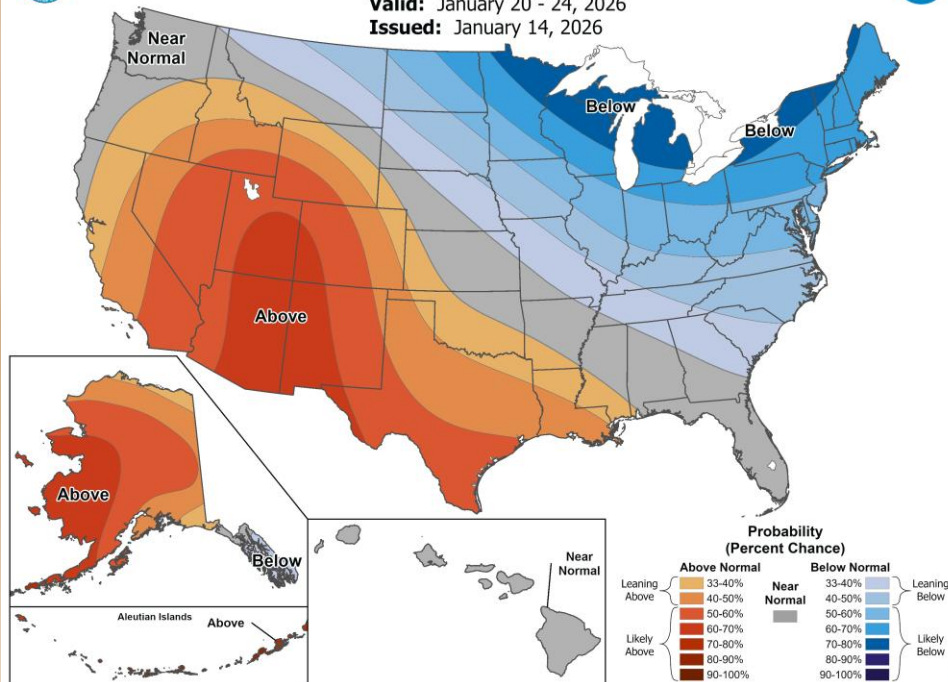 Valid: January 20 - 24, 2026
Issued: January 14, 2026
Near
Normal
Below
Below
Above
Above
Below
Aleutian Islands
Above
Near
Normal
Probability
(Percent Chance)
Above Normal
Below Normal
Near
Normal
Leaning
Above
Likely
Above
33-40%
40-50%
50-60%
60-70%
70-80%
80-90%
90-100%
33-40%
40-50%
50-60%
60-70%
70-80%
80-90%
90-100%
Leaning
Below
Likely
Below